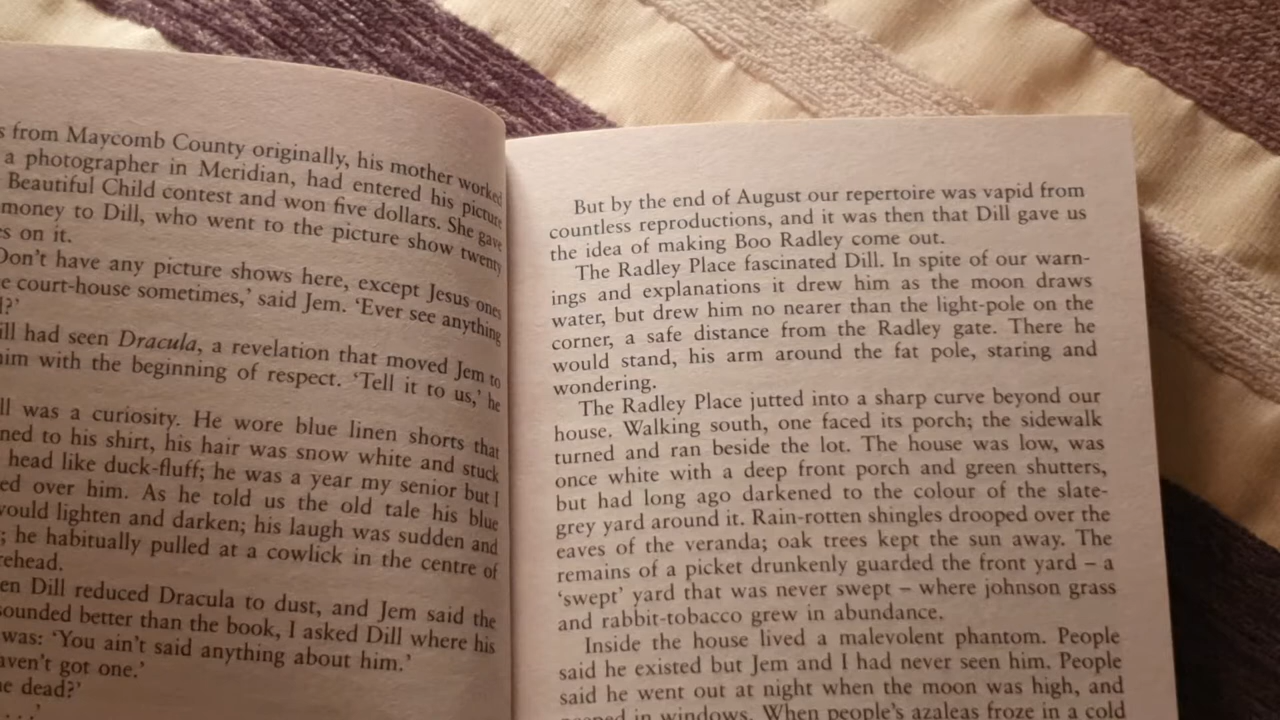 s from Maycomb County originally, his mother worked
a photographer in Meridian, had entered his picture
Beautiful Child contest and won five dollars. She gave
money to Dill, who went to the picture show twenty
es on it.
Don't have any picture shows here, except Jesus ones
e court-house sometimes,' said Jem. 'Ever see anything
d?'
ill had seen Dracula, a revelation that moved Jem to
him with the beginning of respect. 'Tell it to us,' he
ll was a curiosity. He wore blue linen shorts that
ned to his shirt, his hair was snow white and stuck
head like duck-fluff; he was a year my senior but I
ed over him. As he told us the old tale his blue
would lighten and darken; his laugh was sudden and
; he habitually pulled at a cowlick in the centre of
rehead.
en Dill reduced Dracula to dust, and Jem said the
sounded better than the book, I asked Dill where his
was: 'You ain't said anything about him.'
aven't got one.'
he dead?'
But by the end of August our repertoire was vapid from
countless reproductions, and it was then that Dill gave us
the idea of making Boo Radley come out.
The Radley Place fascinated Dill. In spite of our warn-
ings and explanations it drew him as the moon draws
water, but drew him no nearer than the light-pole on the
corner, a safe distance from the Radley gate. There he
would stand, his arm around the fat pole, staring and
wondering.
The Radley Place jutted into a sharp curve beyond our
house. Walking south, one faced its porch; the sidewalk
turned and ran beside the lot. The house was low, was
once white with a deep front porch and green shutters,
but had long ago darkened to the colour of the slate-
grey yard around it. Rain-rotten shingles drooped over the
eaves of the veranda; oak trees kept the sun away. The
remains of a picket drunkenly guarded the front yard – a
'swept' yard that was never swept – where johnson grass
and rabbit-tobacco grew in abundance.
Inside the house lived a malevolent phantom. People
said he existed but Jem and I had never seen him. People
said he went out at night when the moon was high, and
peeped in windows. When people's azaleas froze in a cold